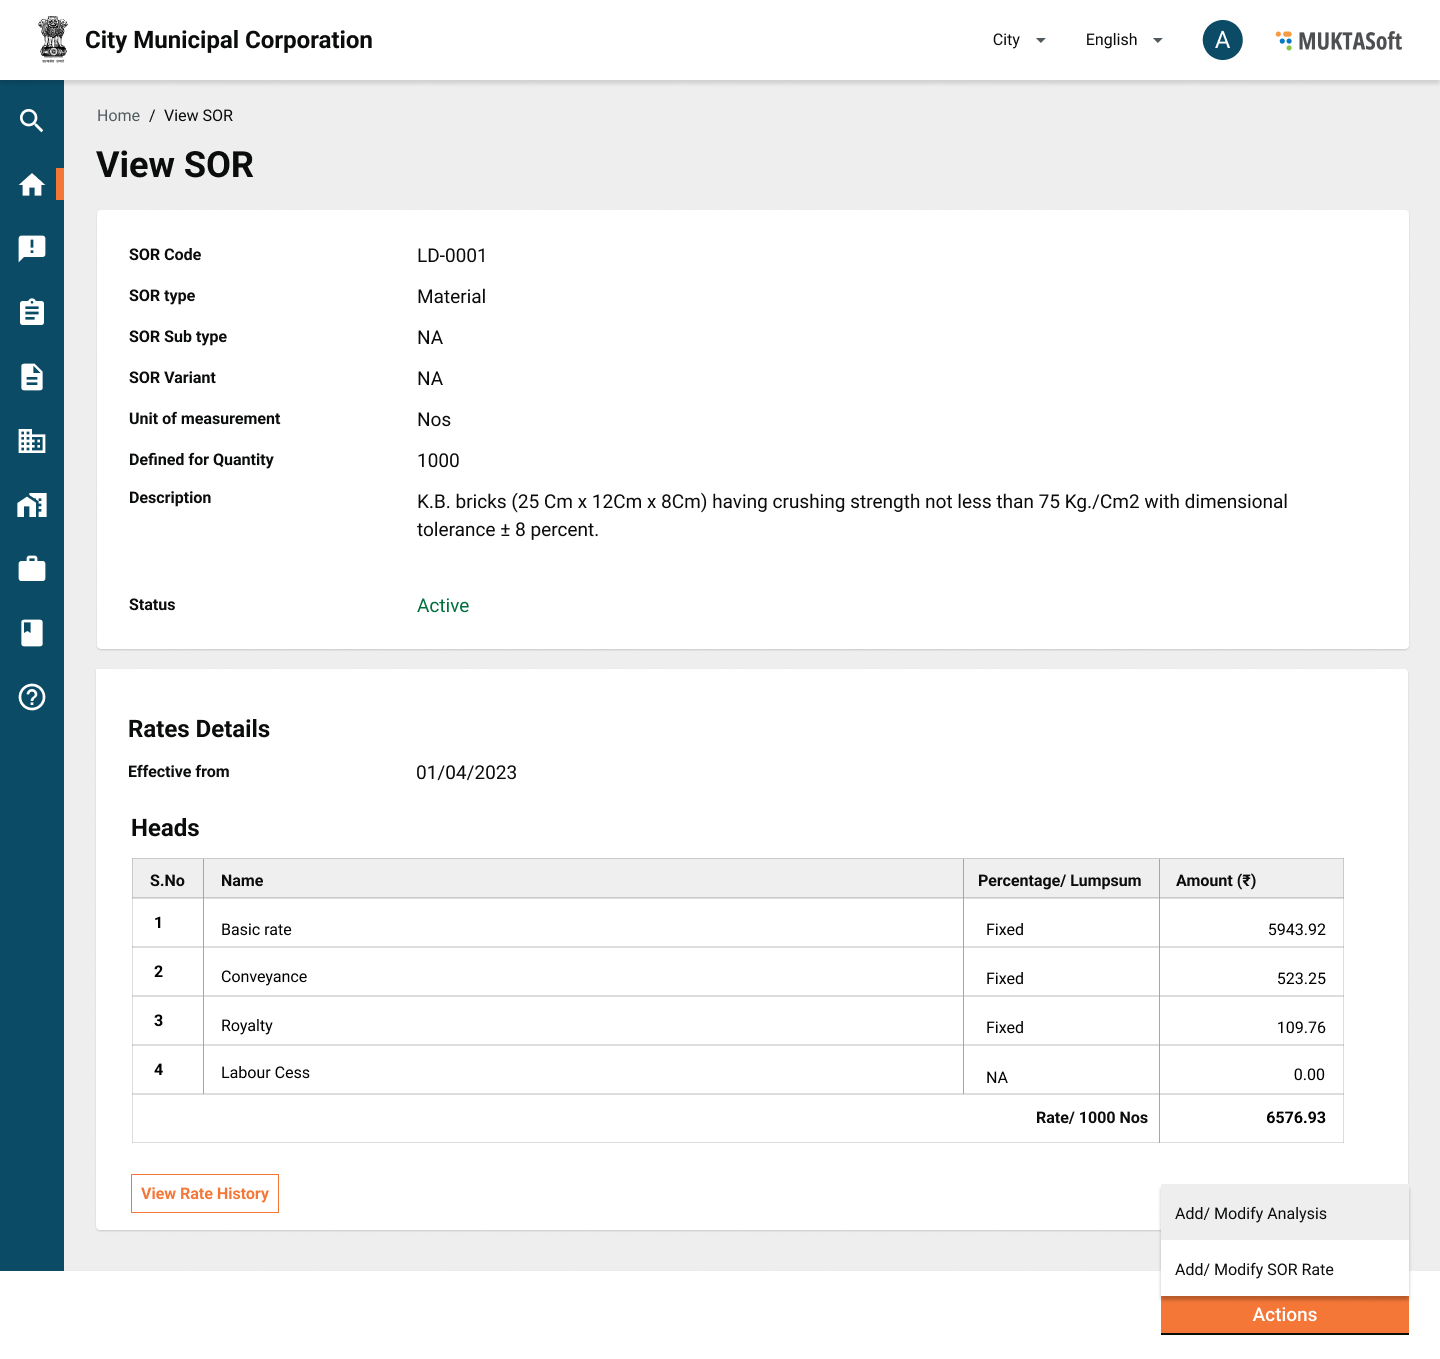 City Municipal Corporation
City
English
A
MUKTASoft
Home / View SOR
View SOR
SOR Code LD-0001
SOR type Material
SOR Sub type NA
SOR Variant NA
Unit of measurement Nos
Defined for Quantity 1000
Description K.B. bricks (25 Cm x 12Cm x 8Cm) having crushing strength not less than 75 Kg./Cm2 with dimensional
tolerance ± 8 percent.
Status Active
Rates Details
Effective from 01/04/2023
Heads
S.No Name Percentage/ Lumpsum Amount (₹)
1 Basic rate Fixed 5943.92
2 Conveyance Fixed 523.25
3 Royalty Fixed 109.76
4 Labour Cess NA 0.00
Rate/ 1000 Nos 6576.93
View Rate History
Add/ Modify Analysis
Add/ Modify SOR Rate
Actions